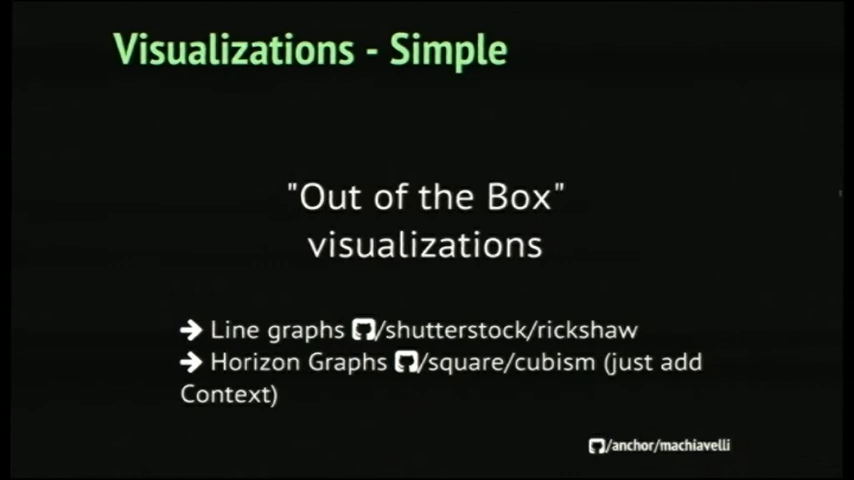 Visualizations - Simple
"Out of the Box"
visualizations
➔ Line graphs /shutterstock/rickshaw
➔ Horizon Graphs /square/cubism (just add
Context)
/anchor/machiavelli